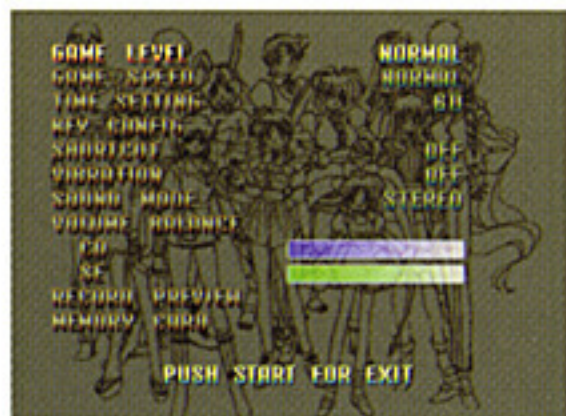 GAME LEVEL NORMAL
GAME SPEED NORMAL
TIME SETTING 60
KEY CONFIG
SHORTCUT OFF
VIBRATION OFF
SOUND MODE STEREO
VOLUME BALANCE
CD
SE
RECORD PREVIEW
MEMORY CARD
PUSH START FOR EXIT